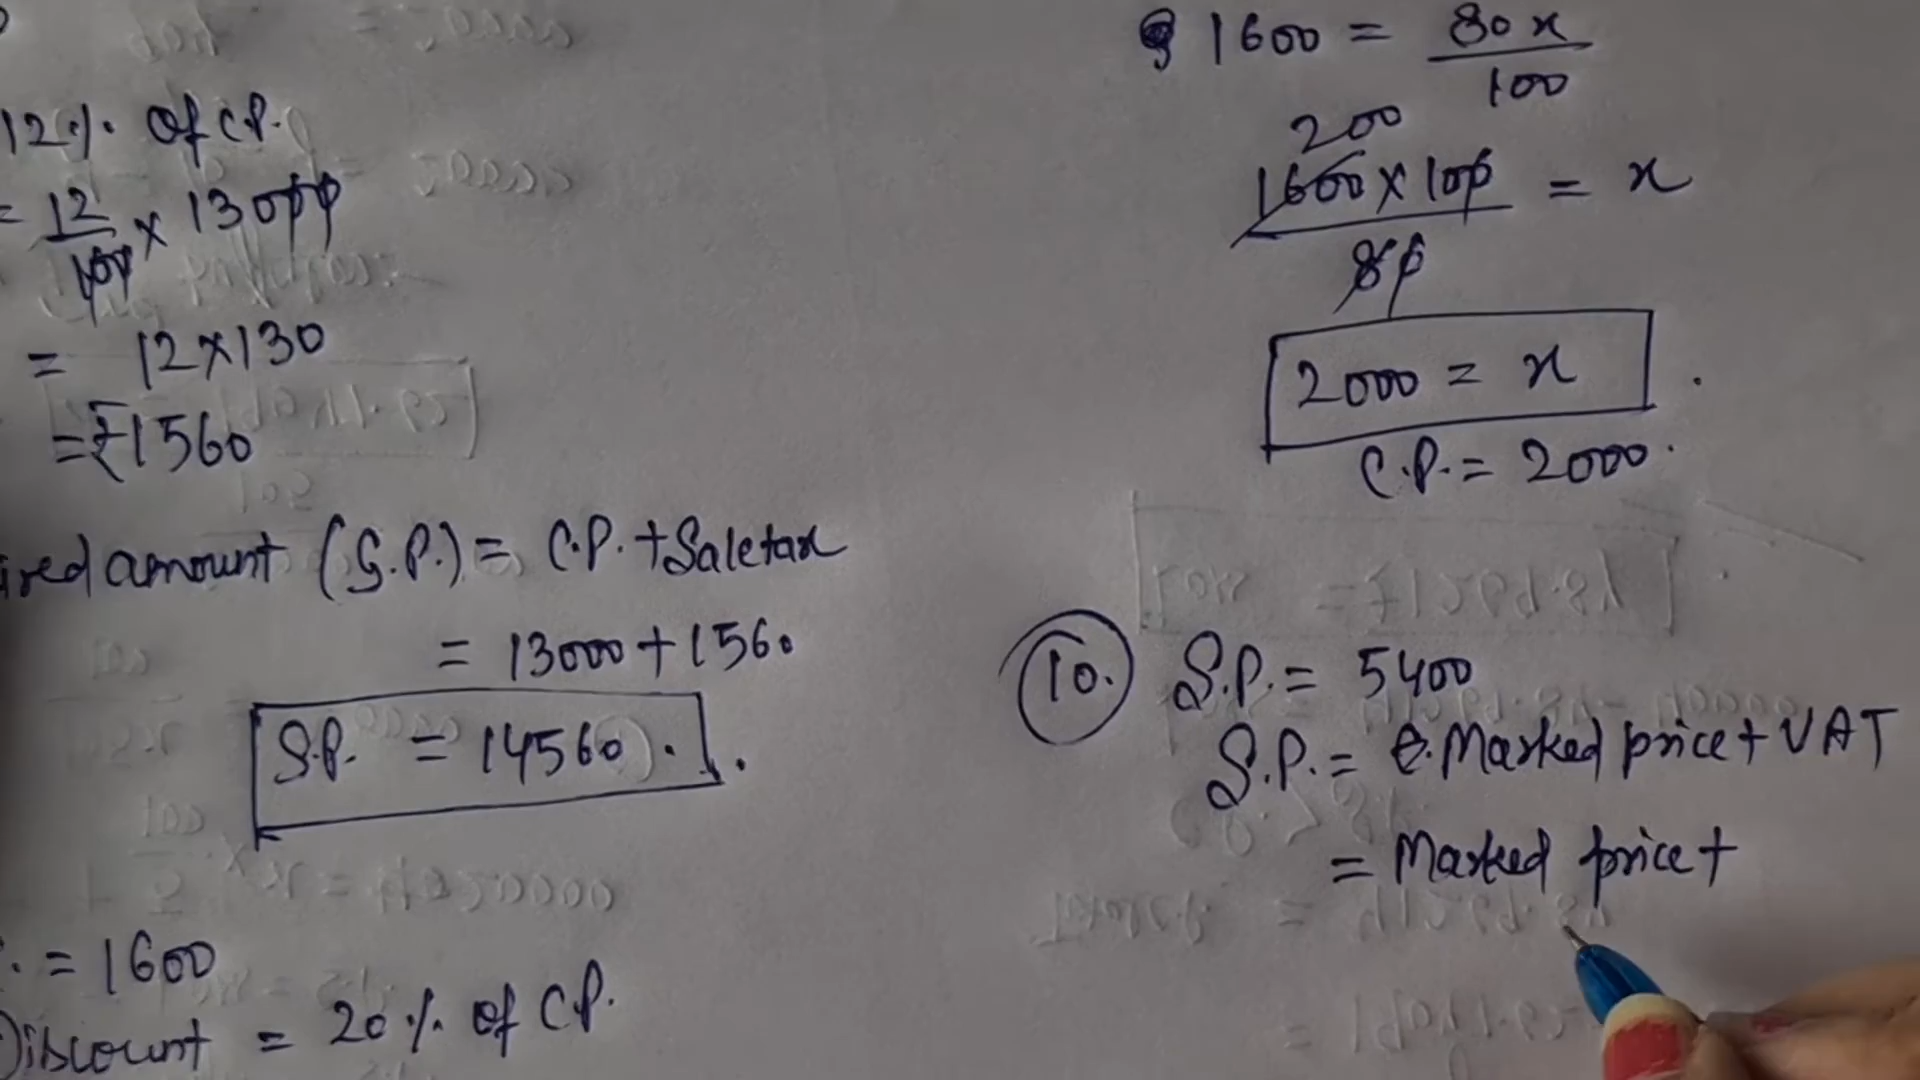 12% of C.P.
= 12/100 × 13000
= 12×130
= ₹1560
amount (S.P.) = C.P. + Sale tax
= 13000 + 1560
S.P. = 14560.
. = 1600
Discount = 20% of C.P.
1600 = 80x/100
200
1600×100/80 = x
2000 = x
C.P. = 2000.
10. S.P. = 5400
S.P. = Marked price + VAT
= Marked price +